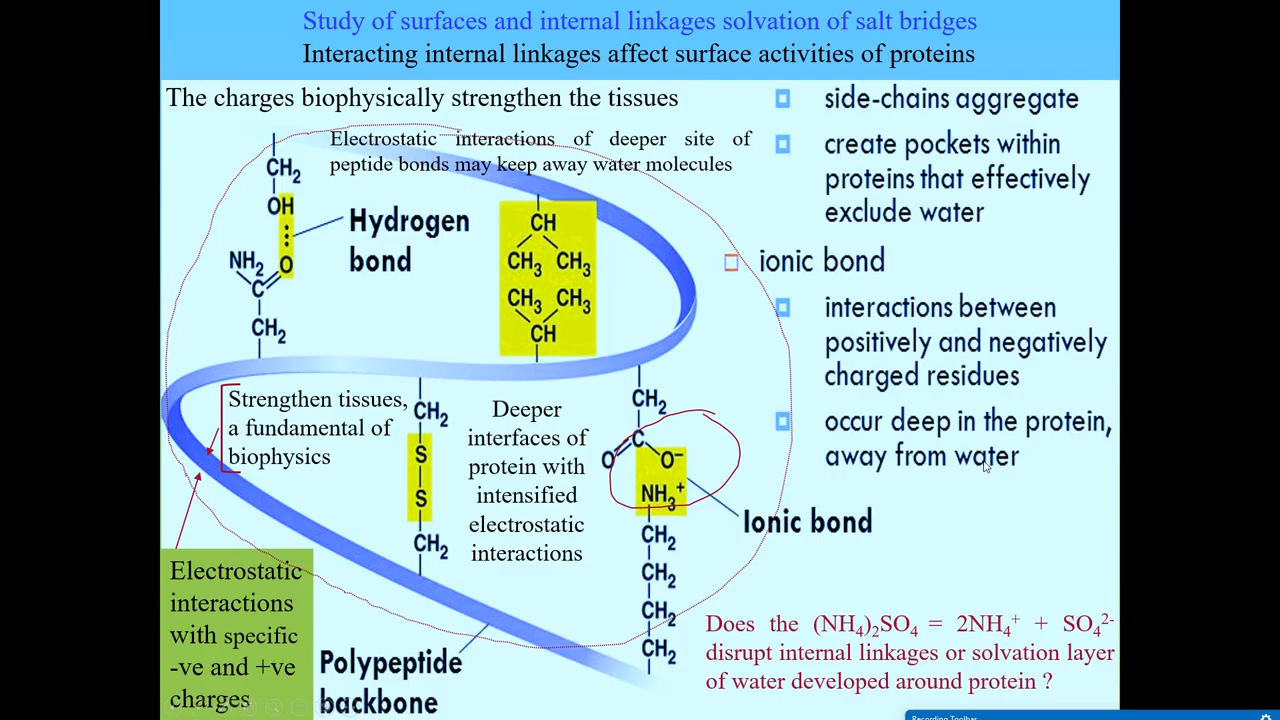 Study of surfaces and internal linkages solvation of salt bridges
Interacting internal linkages affect surface activities of proteins
The charges biophysically strengthen the tissues
Electrostatic interactions of deeper site of
peptide bonds may keep away water molecules
CH₂
OH
Hydrogen
bond
NH₂
O
C
CH₂
CH
CH₃ CH₃
CH₃ CH₃
CH
side-chains aggregate
create pockets within
proteins that effectively
exclude water
ionic bond
interactions between
positively and negatively
charged residues
occur deep in the protein,
away from water
Strengthen tissues,
a fundamental of
biophysics
CH₂
S
S
CH₂
Deeper
interfaces of
protein with
intensified
electrostatic
interactions
CH₂
C
O O⁻
NH₃⁺
CH₂
CH₂
CH₂
CH₂
Ionic bond
Electrostatic
interactions
with specific
-ve and +ve
charges
Polypeptide
backbone
Does the (NH₄)₂SO₄ = 2NH₄⁺ + SO₄²⁻
disrupt internal linkages or solvation layer
of water developed around protein ?